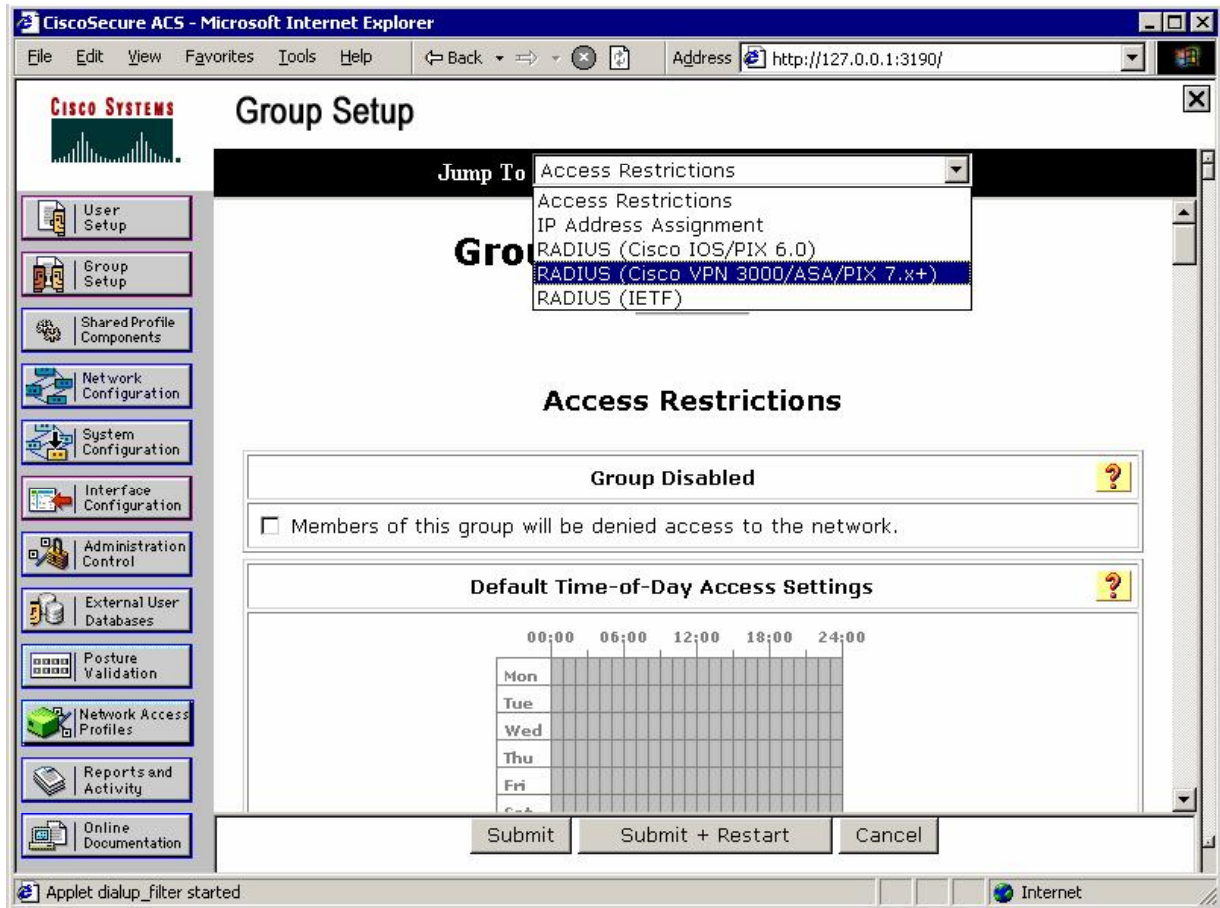 CiscoSecure ACS - Microsoft Internet Explorer
File Edit View Favorites Tools Help Back Address http://127.0.0.1:3190/
CISCO SYSTEMS
Group Setup
Jump To Access Restrictions
Access Restrictions
IP Address Assignment
RADIUS (Cisco IOS/PIX 6.0)
RADIUS (Cisco VPN 3000/ASA/PIX 7.x+)
RADIUS (IETF)
User
Setup
Group
Setup
Shared Profile
Components
Network
Configuration
System
Configuration
Interface
Configuration
Administration
Control
External User
Databases
Posture
Validation
Network Access
Profiles
Reports and
Activity
Online
Documentation
Access Restrictions
Group Disabled
Members of this group will be denied access to the network.
Default Time-of-Day Access Settings
00:00 06:00 12:00 18:00 24:00
Mon
Tue
Wed
Thu
Fri
Submit Submit + Restart Cancel
Applet dialup_filter started Internet